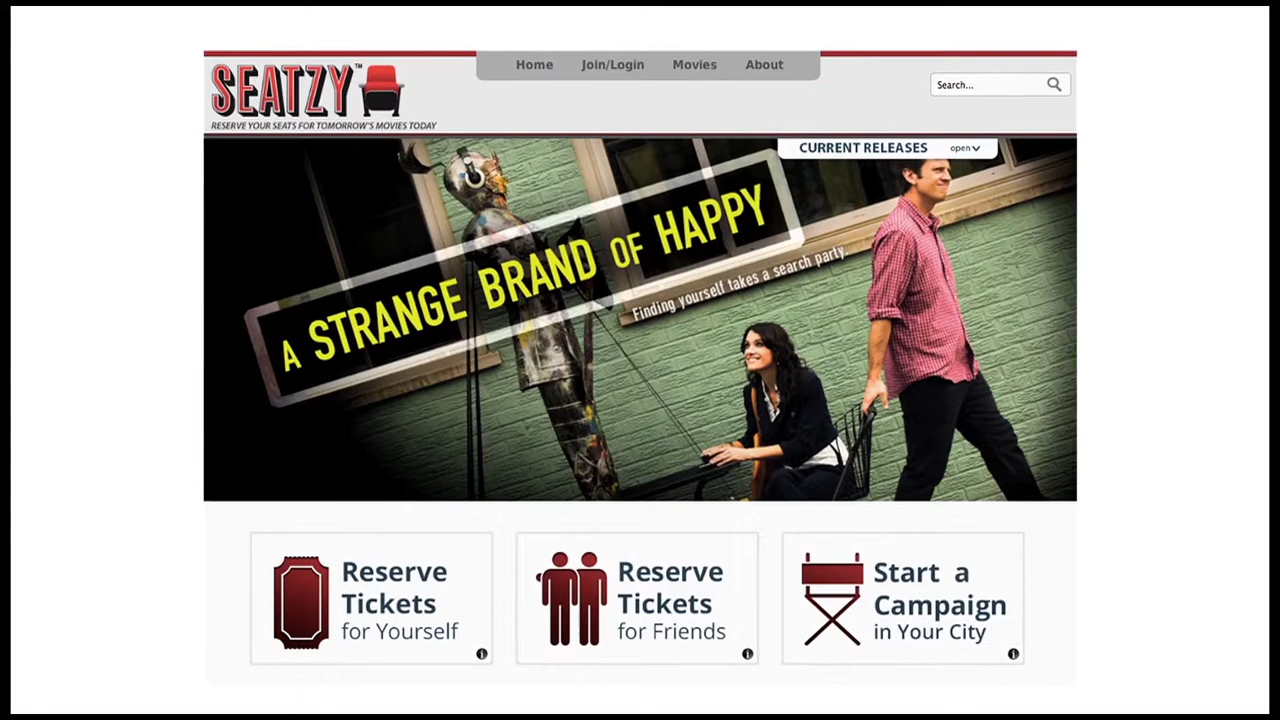 Home Join/Login Movies About
SEATZY™
Search...
RESERVE YOUR SEATS FOR TOMORROW'S MOVIES TODAY
CURRENT RELEASES open
A STRANGE BRAND OF HAPPY
Finding yourself takes a search party.
Reserve
Tickets
for Yourself
i
Reserve
Tickets
for Friends
i
Start a
Campaign
in Your City
i